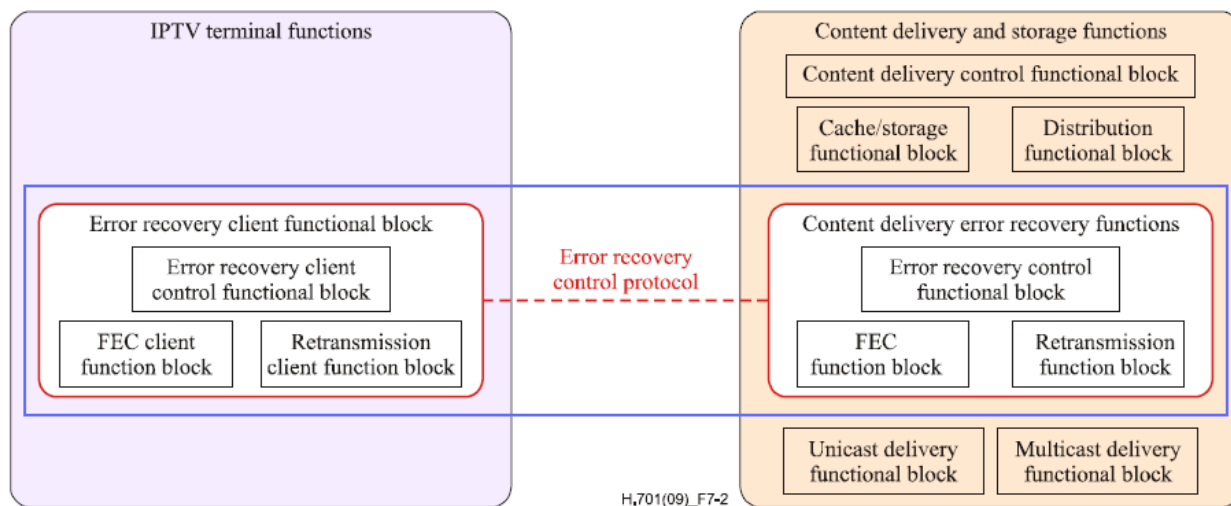 IPTV terminal functions
Error recovery client functional block
Error recovery client
control functional block
FEC client
function block
Retransmission
client function block
Error recovery
control protocol
Content delivery and storage functions
Content delivery control functional block
Cache/storage
functional block
Distribution
functional block
Content delivery error recovery functions
Error recovery control
functional block
FEC
function block
Retransmission
function block
Unicast delivery
functional block
Multicast delivery
functional block
H.701(09)_F7-2